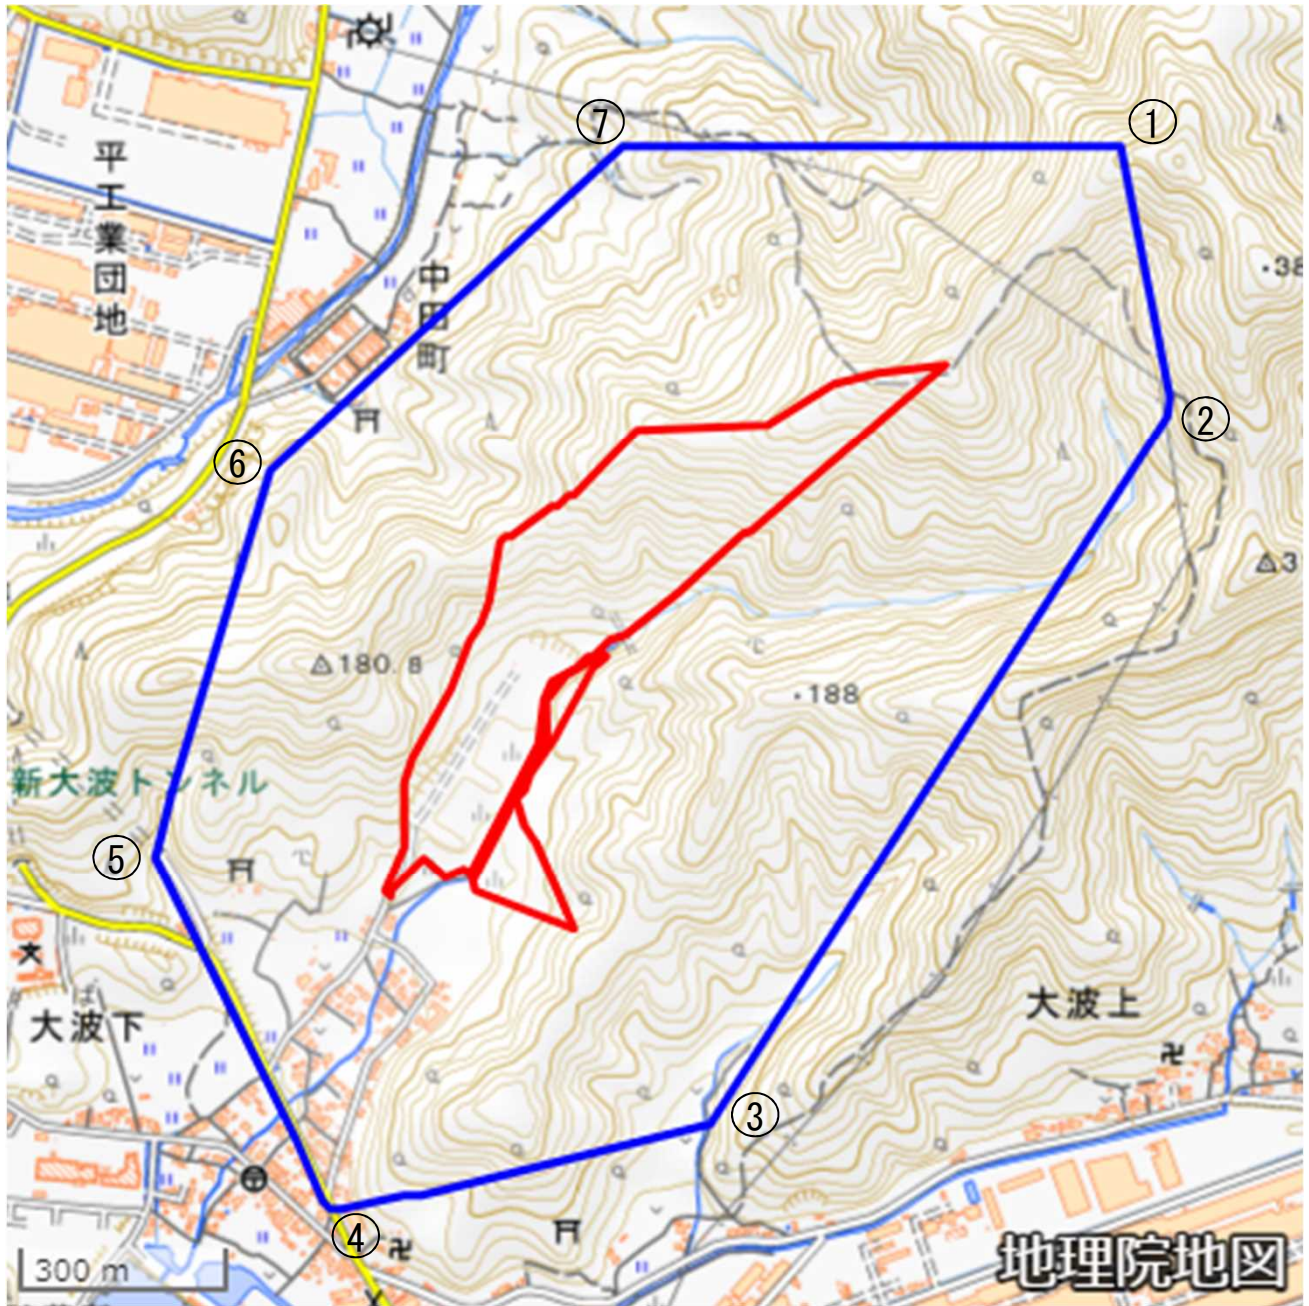 ⑦
①
平工業団地
中田町
150
・38
②
⑥
△3
△180.8
・188
新大波トンネル
⑤
大波下
大波上
③
④
300 m
地理院地図